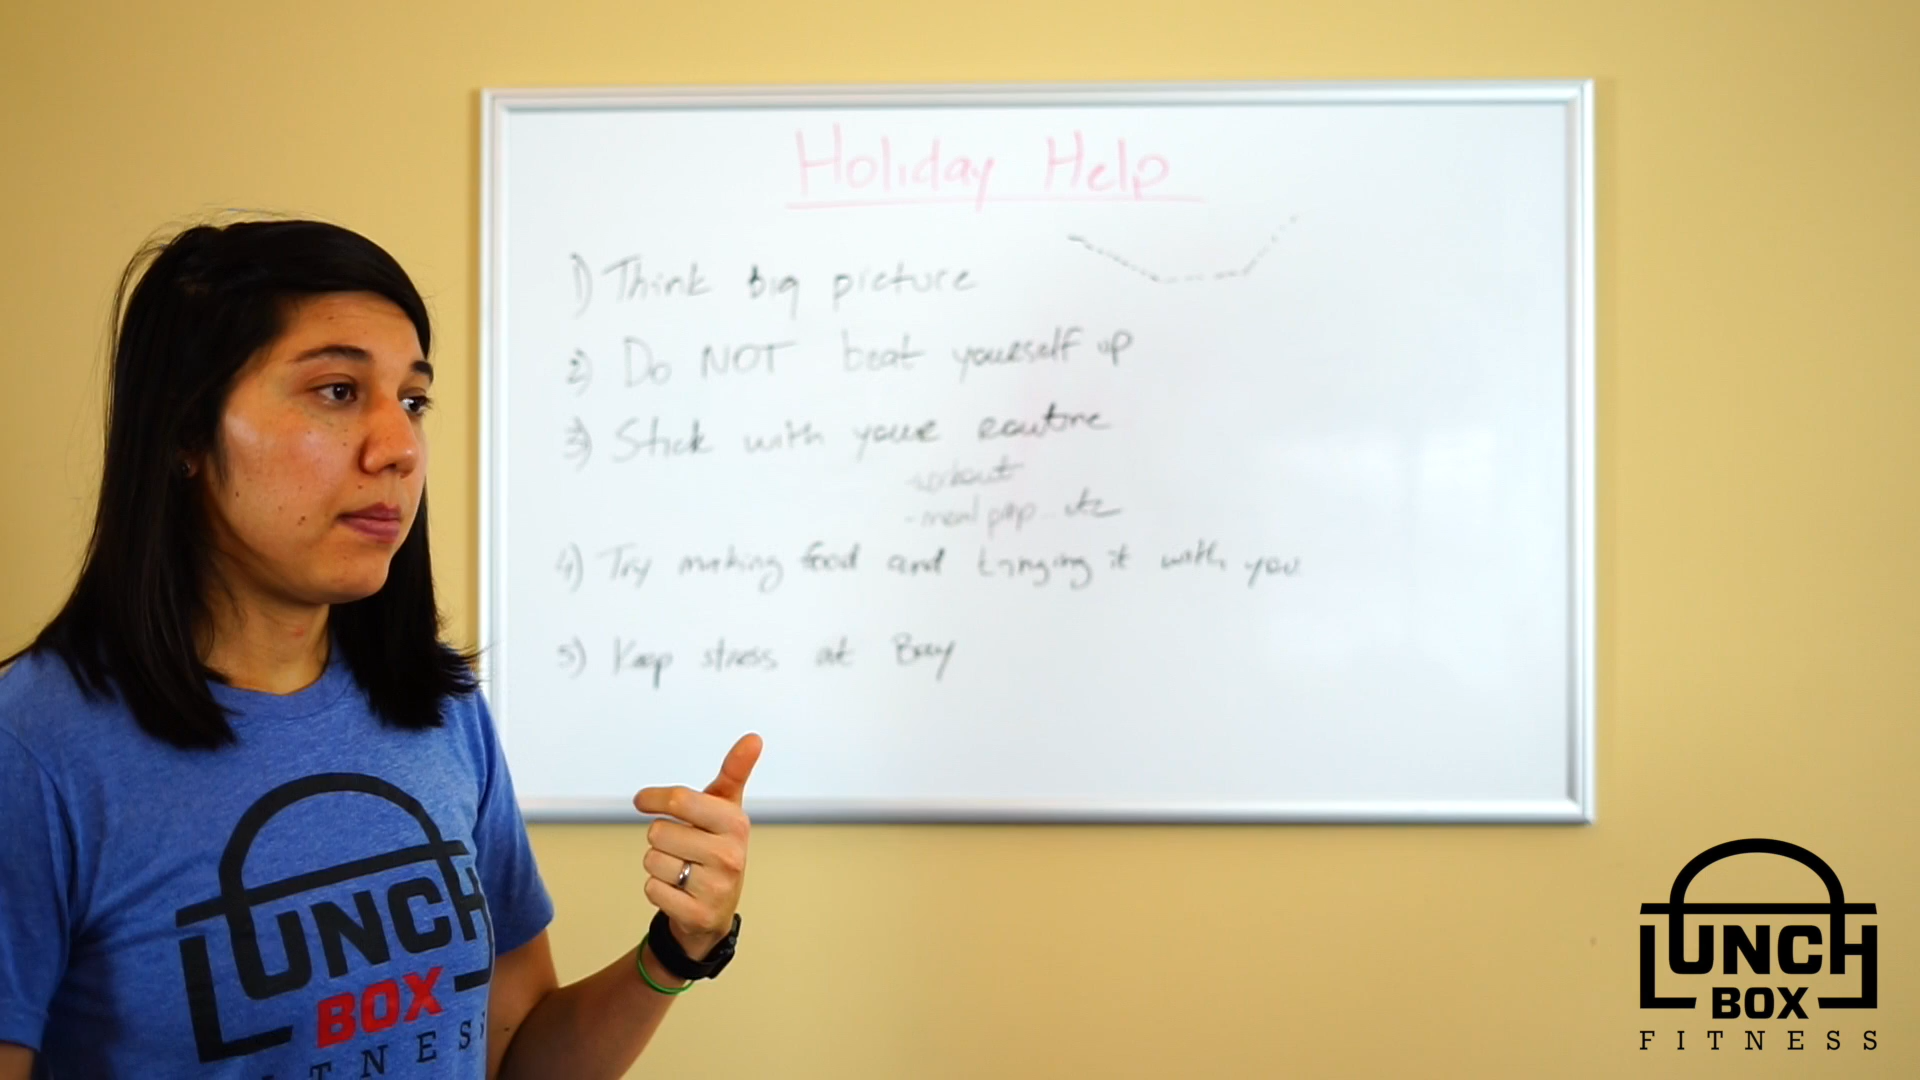 Holiday Help
1) Think big picture
2) Do NOT beat yourself up
3) Stick with your routine
- workout
- meal prep.. etc
4) Try making food and bringing it with you
5) Keep stress at Bay
LUNCH
BOX
FITNESS
LUNCH
BOX
FITNESS